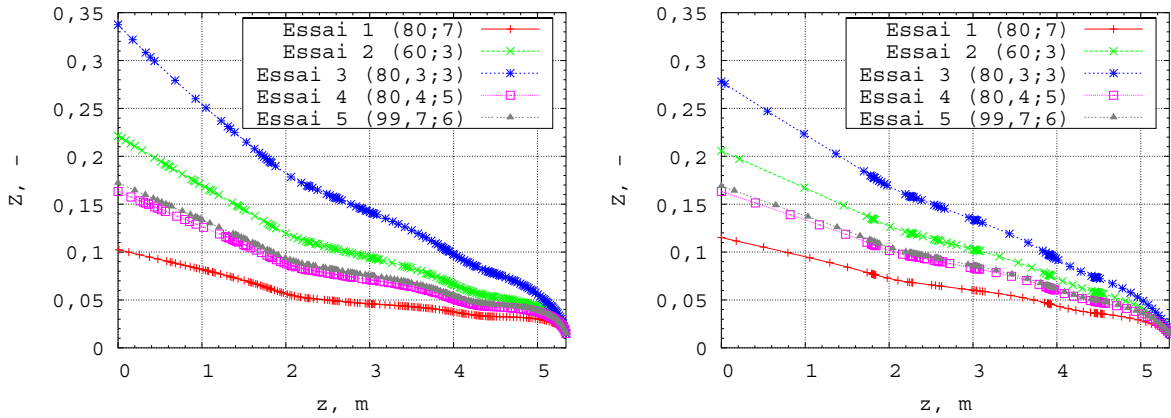 0,35
0,3
0,25
0,2
0,15
0,1
0,05
0
Z, -
Essai 1 (80;7)
Essai 2 (60;3)
Essai 3 (80,3;3)
Essai 4 (80,4;5)
Essai 5 (99,7;6)
0 1 2 3 4 5
z, m
0,35
0,3
0,25
0,2
0,15
0,1
0,05
0
Z, -
Essai 1 (80;7)
Essai 2 (60;3)
Essai 3 (80,3;3)
Essai 4 (80,4;5)
Essai 5 (99,7;6)
0 1 2 3 4 5
z, m